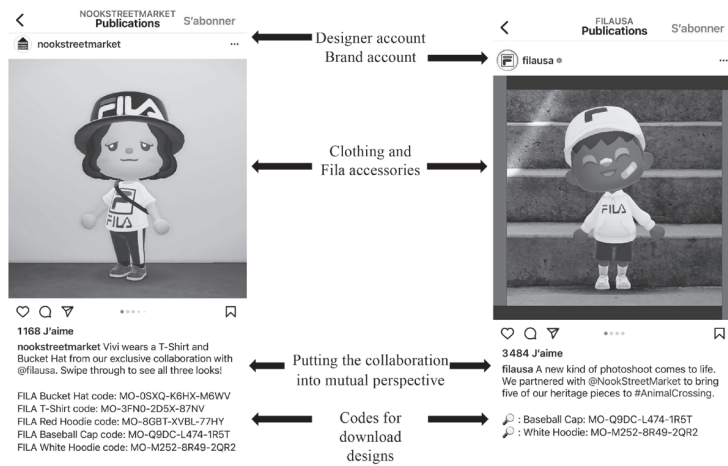 NOOKSTREETMARKET
Publications
S'abonner
nookstreetmarket
FILA
FILA
1168 J'aime
nookstreetmarket Vivi wears a T-Shirt and
Bucket Hat from our exclusive collaboration with
@filausa. Swipe through to see all three looks!
FILA Bucket Hat code: MO-0SXQ-K6HX-M6WV
FILA T-Shirt code: MO-3FN0-2D5X-87NV
FILA Red Hoodie code: MO-8GBT-XVBL-77HY
FILA Baseball Cap code: MO-Q9DC-L474-1R5T
FILA White Hoodie code: MO-M252-8R49-2QR2
Designer account
Brand account
Clothing and
Fila accessories
Putting the collaboration
into mutual perspective
Codes for
download
designs
FILAUSA
Publications
S'abonner
filausa
FILA
3484 J'aime
filausa A new kind of photoshoot comes to life.
We partnered with @NookStreetMarket to bring
five of our heritage pieces to #AnimalCrossing.
: Baseball Cap: MO-Q9DC-L474-1R5T
: White Hoodie: MO-M252-8R49-2QR2